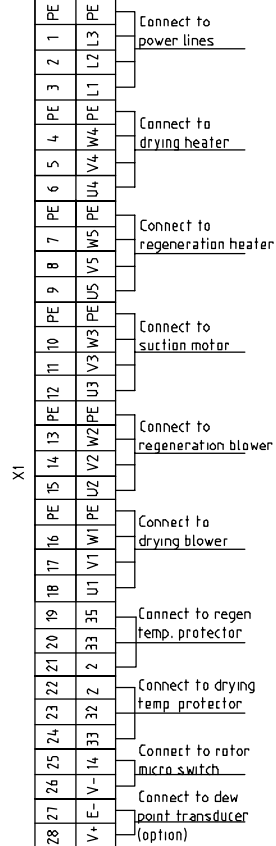 X1
PE PE
1 L3
2 L2
3 L1
Connect to
power lines
PE PE
4 W4
5 V4
6 U4
Connect to
drying heater
PE PE
7 W5
8 V5
9 U5
Connect to
regeneration heater
PE PE
10 W3
11 V3
12 U3
Connect to
suction motor
PE PE
13 W2
14 V2
15 U2
Connect to
regeneration blower
PE PE
16 W1
17 V1
18 U1
Connect to
drying blower
19 35
20 33
21 2
Connect to regen
temp. protector
22 2
23 32
24 33
Connect to drying
temp protector
25 14
26 V-
Connect to rotor
micro switch
27 E-
28 V+
Connect to dew
point transducer
(option)